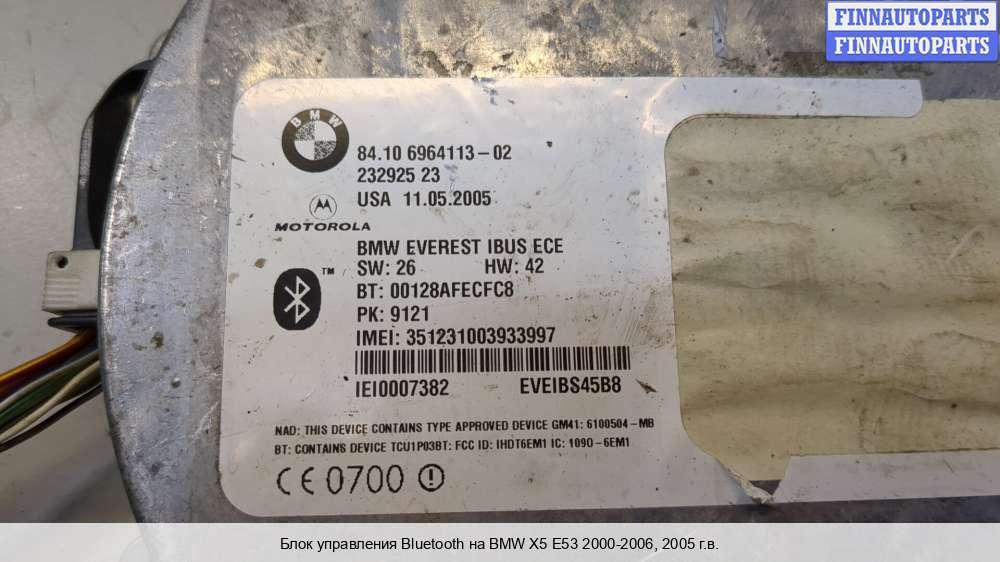 FINNAUTOPARTS
FINNAUTOPARTS
BMW
84.10 6964113-02
232925 23
USA 11.05.2005
MOTOROLA
BMW EVEREST IBUS ECE
SW: 26 HW: 42
TM
BT: 00128AFECFC8
PK: 9121
IMEI: 351231003933997
IEI0007382 EVEIBS45B8
NAD: THIS DEVICE CONTAINS TYPE APPROVED DEVICE GM41: 6100504-MB
BT: CONTAINS DEVICE TCU1P03BT: FCC ID: IHDT6EM1 IC: 1090-6EM1
CE 0700
Блок управления Bluetooth на BMW X5 E53 2000-2006, 2005 г.в.